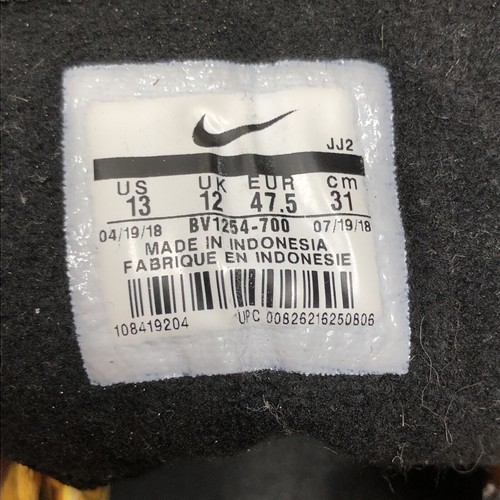 JJ2
US UK EUR cm
13 12 47.5 31
04/19/18 BV1254-700 07/19/18
MADE IN INDONESIA
FABRIQUE EN INDONESIE
108419204 UPC 00826216250806